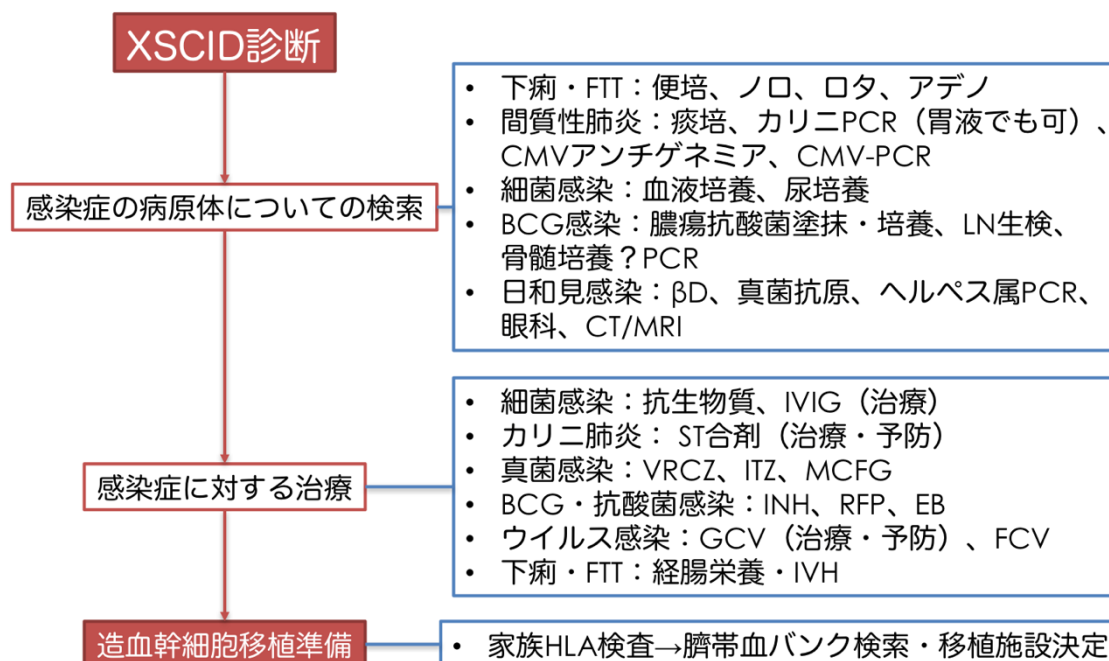 XSCID診断
感染症の病原体についての検索
• 下痢・FTT：便培、ノロ、ロタ、アデノ
• 間質性肺炎：痰培、カリニPCR（胃液でも可）、
CMVアンチゲネミア、CMV-PCR
• 細菌感染：血液培養、尿培養
• BCG感染：膿瘍抗酸菌塗抹・培養、LN生検、
骨髄培養？PCR
• 日和見感染：βD、真菌抗原、ヘルペス属PCR、
眼科、CT/MRI
感染症に対する治療
• 細菌感染：抗生物質、IVIG（治療）
• カリニ肺炎： ST合剤（治療・予防）
• 真菌感染：VRCZ、ITZ、MCFG
• BCG・抗酸菌感染：INH、RFP、EB
• ウイルス感染：GCV（治療・予防）、FCV
• 下痢・FTT：経腸栄養・IVH
造血幹細胞移植準備
• 家族HLA検査→臍帯血バンク検索・移植施設決定